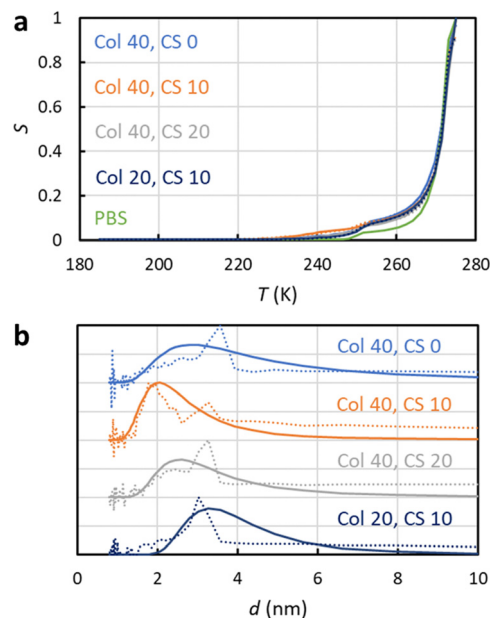 a
1
0.8
0.6
0.4
0.2
0
S
Col 40, CS 0
Col 40, CS 10
Col 40, CS 20
Col 20, CS 10
PBS
180 200 220 240 260 280
T (K)
b
Col 40, CS 0
Col 40, CS 10
Col 40, CS 20
Col 20, CS 10
0 2 4 6 8 10
d (nm)